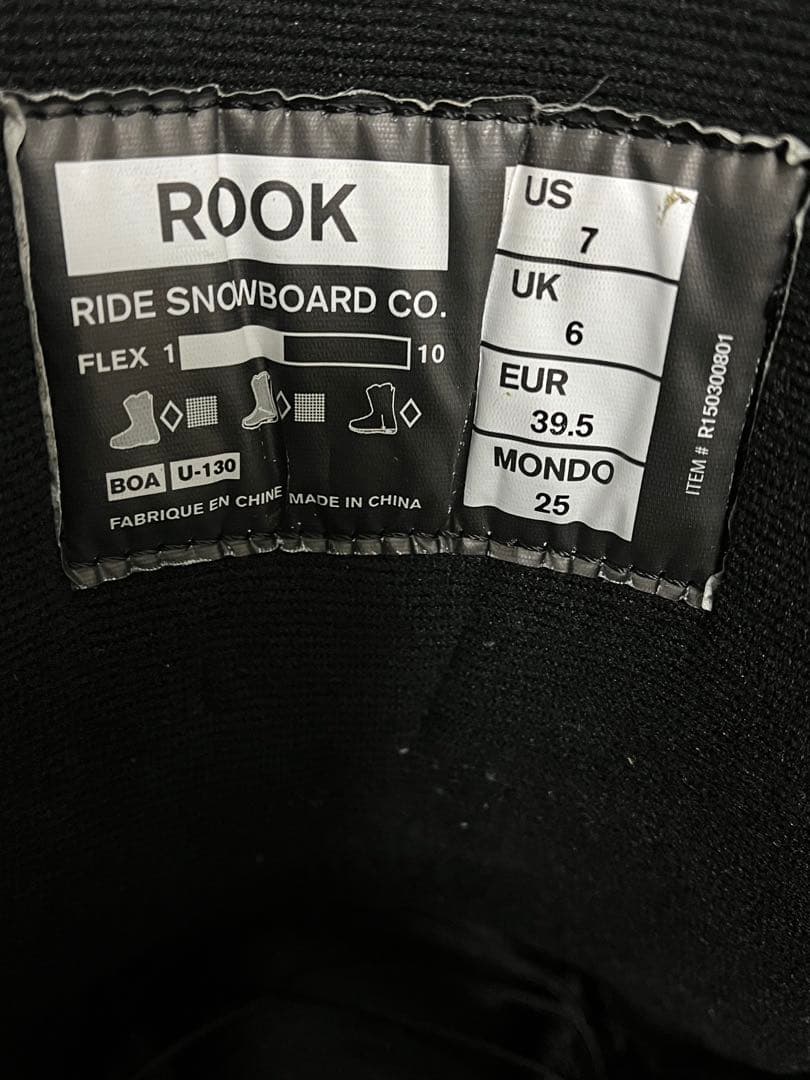 ROOK
RIDE SNOWBOARD CO.
FLEX 1 10
BOA U-130
FABRIQUE EN CHINE MADE IN CHINA
US
7
UK
6
EUR
39.5
MONDO
25
ITEM # R150300801